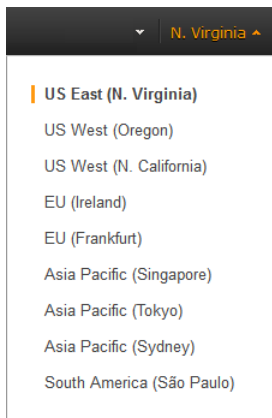 N. Virginia
US East (N. Virginia)
US West (Oregon)
US West (N. California)
EU (Ireland)
EU (Frankfurt)
Asia Pacific (Singapore)
Asia Pacific (Tokyo)
Asia Pacific (Sydney)
South America (São Paulo)